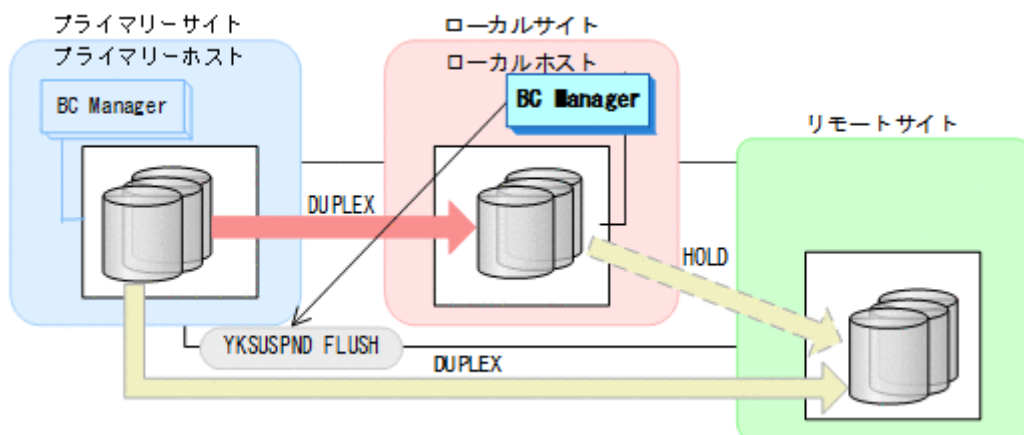 プライマリーサイト
プライマリーホスト
BC Manager
ローカルサイト
ローカルホスト
BC Manager
リモートサイト
DUPLEX
HOLD
YKSUSPND FLUSH
DUPLEX